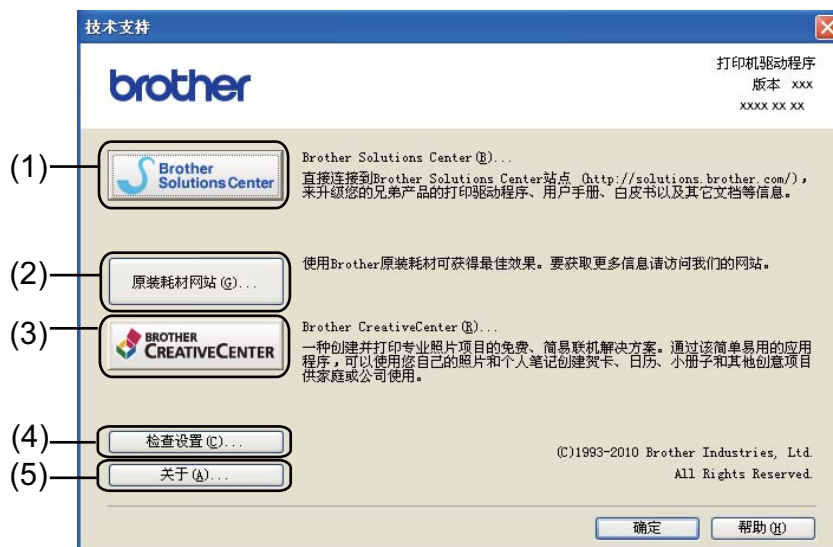 技术支持
brother
打印机驱动程序
版本 xxx
xxxx xx xx
(1)
Brother
Solutions Center
Brother Solutions Center(B)...
直接连接到Brother Solutions Center站点 (http://solutions.brother.com/),
来升级您的兄弟产品的打印驱动程序、用户手册、白皮书以及其它文档等信息。
(2)
原装耗材网站(G)...
使用Brother原装耗材可获得最佳效果。要获取更多信息请访问我们的网站。
(3)
BROTHER
CREATIVECENTER
Brother CreativeCenter(R)...
一种创建并打印专业照片项目的免费、简易联机解决方案。通过该简单易用的应用
程序，可以使用您自己的照片和个人笔记创建贺卡、日历、小册子和其他创意项目
供家庭或公司使用。
(4)
检查设置(C)...
(5)
关于(A)...
(C)1993-2010 Brother Industries, Ltd.
All Rights Reserved.
确定
帮助(H)